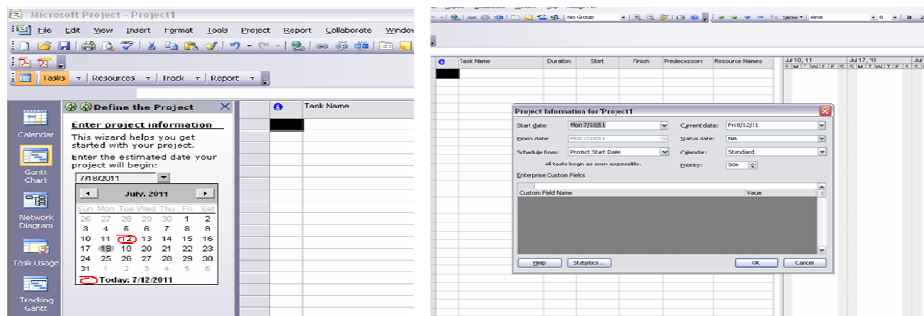 Microsoft Project - Project1
File Edit View Insert Format Tools Project Report Collaborate Window
Tasks Resources Track Report
Define the Project
Enter project information
This wizard helps you get
started with your project.
Enter the estimated date your
project will begin:
7/18/2011
July, 2011
Sun Mon Tue Wed Thu Fri Sat
26 27 28 29 30 1 2
3 4 5 6 7 8 9
10 11 12 13 14 15 16
17 18 19 20 21 22 23
24 25 26 27 28 29 30
31 1 2 3 4 5 6
Today: 7/12/2011
Calendar
Gantt
Chart
Network
Diagram
Task Usage
Tracking
Gantt
Task Name
No Group
Show
Arial
Task Name Duration Start Finish Predecessors Resource Names
Jul 10, '11 Jul 17, '11
S M T W T F S
Project Information for 'Project1'
Start date: Mon 7/18/11
Current date:
Finish date: Mon 7/18/11
Status date: NA
Schedule from: Project Start Date
Calendar: Standard
All tasks begin as soon as possible.
Priority: 500
Enterprise Custom Fields
Custom Field Name Value
Help Statistics... OK Cancel